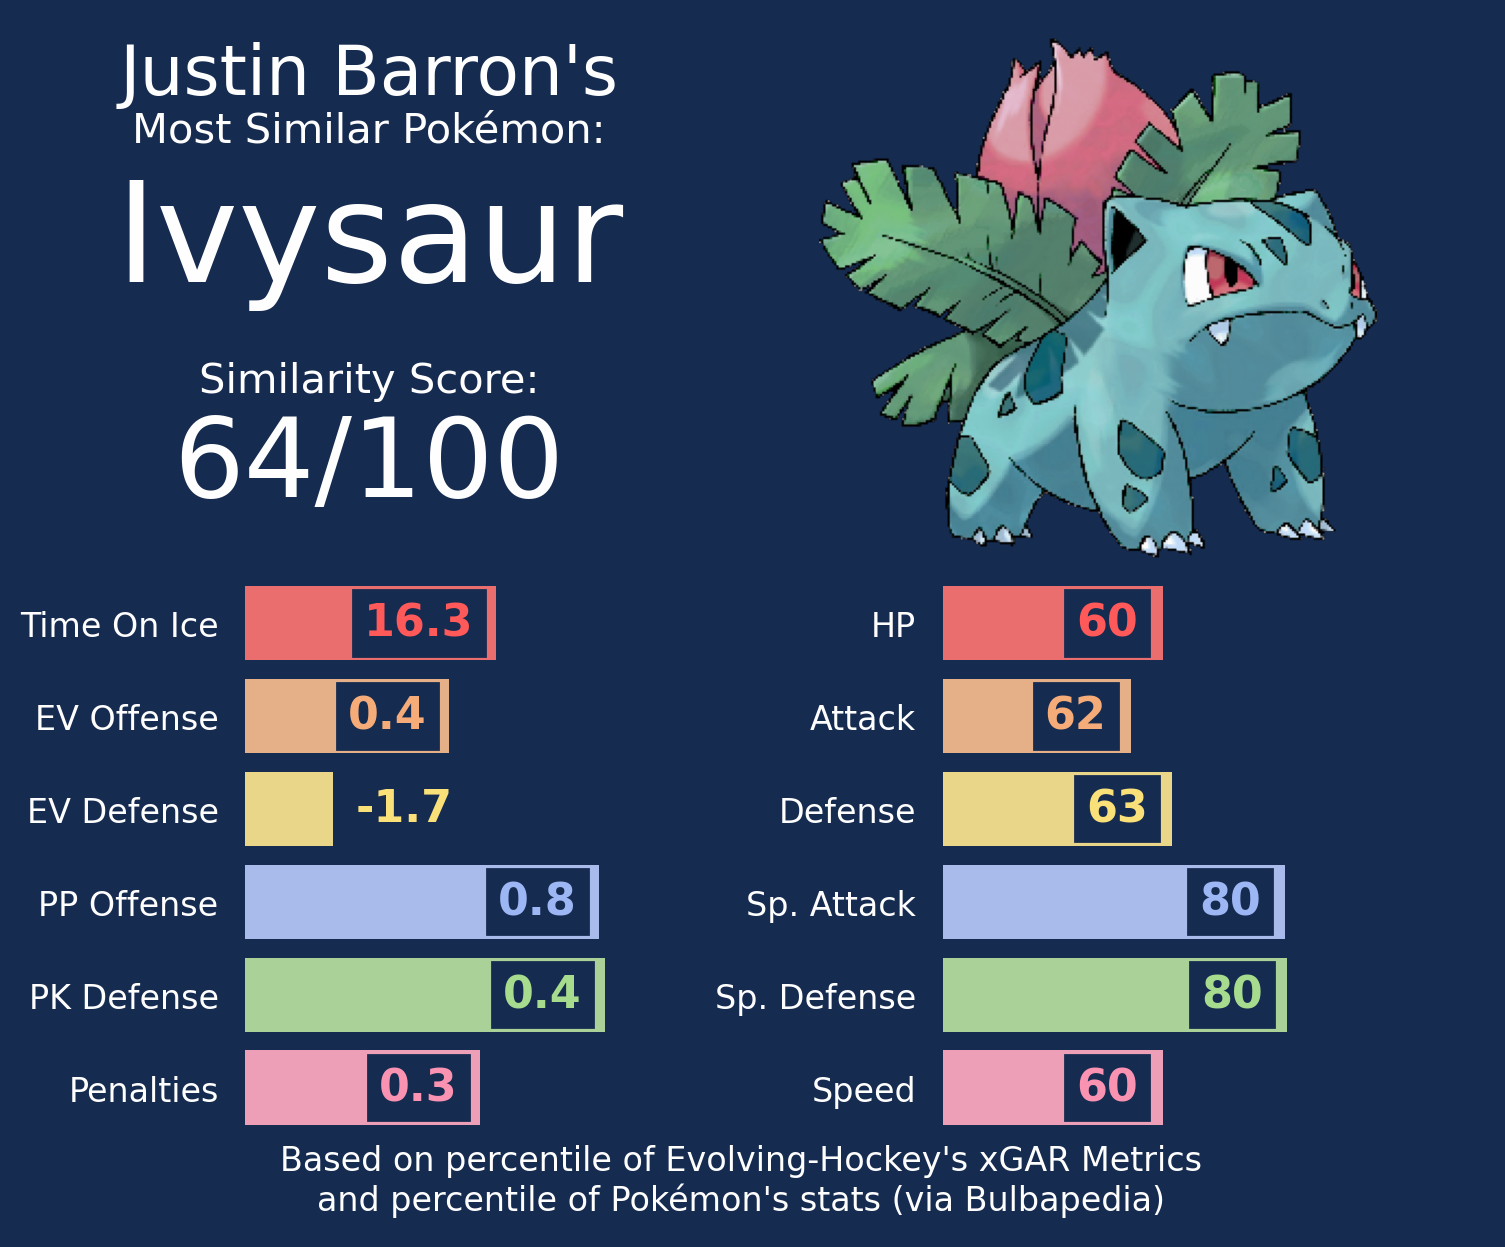 Justin Barron's
Most Similar Pokémon:
Ivysaur
Similarity Score:
64/100
Time On Ice 16.3
EV Offense 0.4
EV Defense -1.7
PP Offense 0.8
PK Defense 0.4
Penalties 0.3
HP 60
Attack 62
Defense 63
Sp. Attack 80
Sp. Defense 80
Speed 60
Based on percentile of Evolving-Hockey's xGAR Metrics
and percentile of Pokémon's stats (via Bulbapedia)